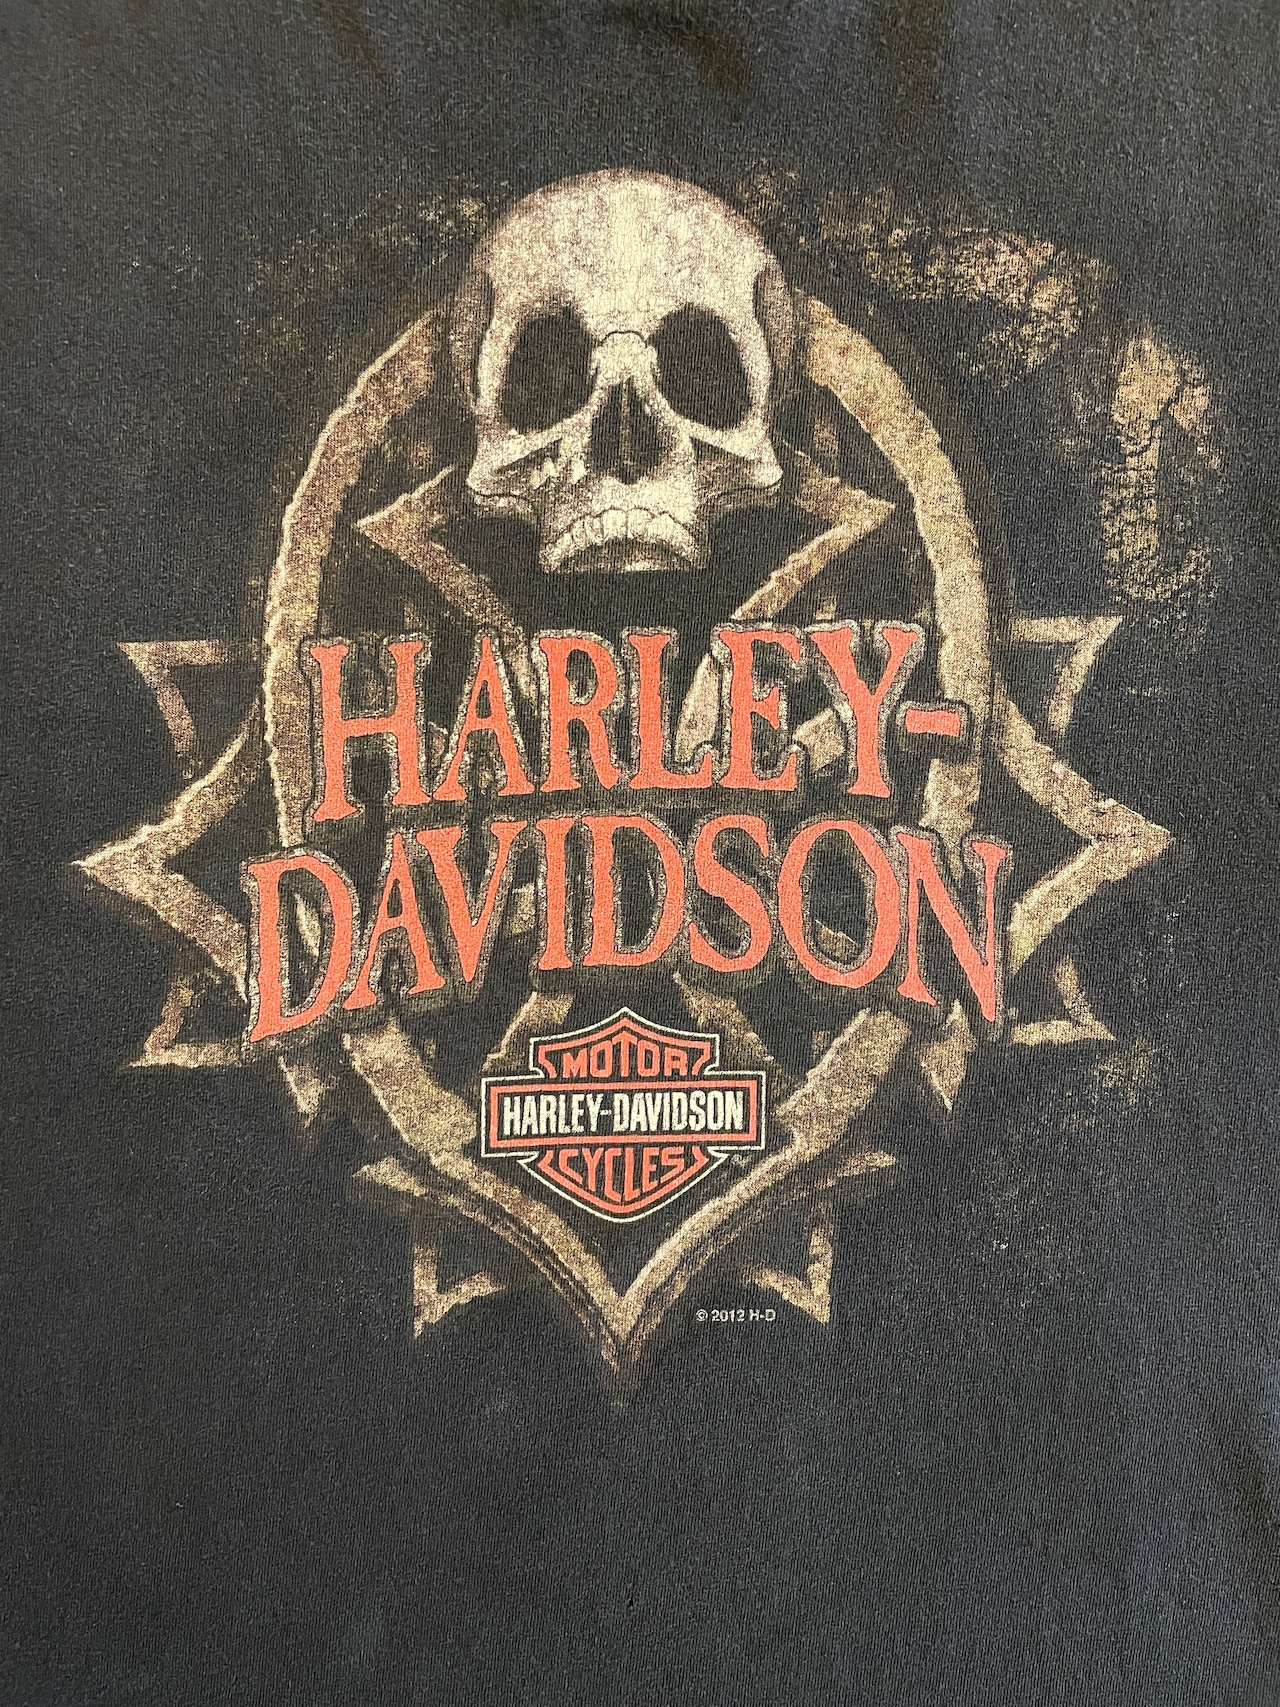 HARLEY-
DAVIDSON
MOTOR
HARLEY-DAVIDSON
CYCLES
®
© 2012 H-D